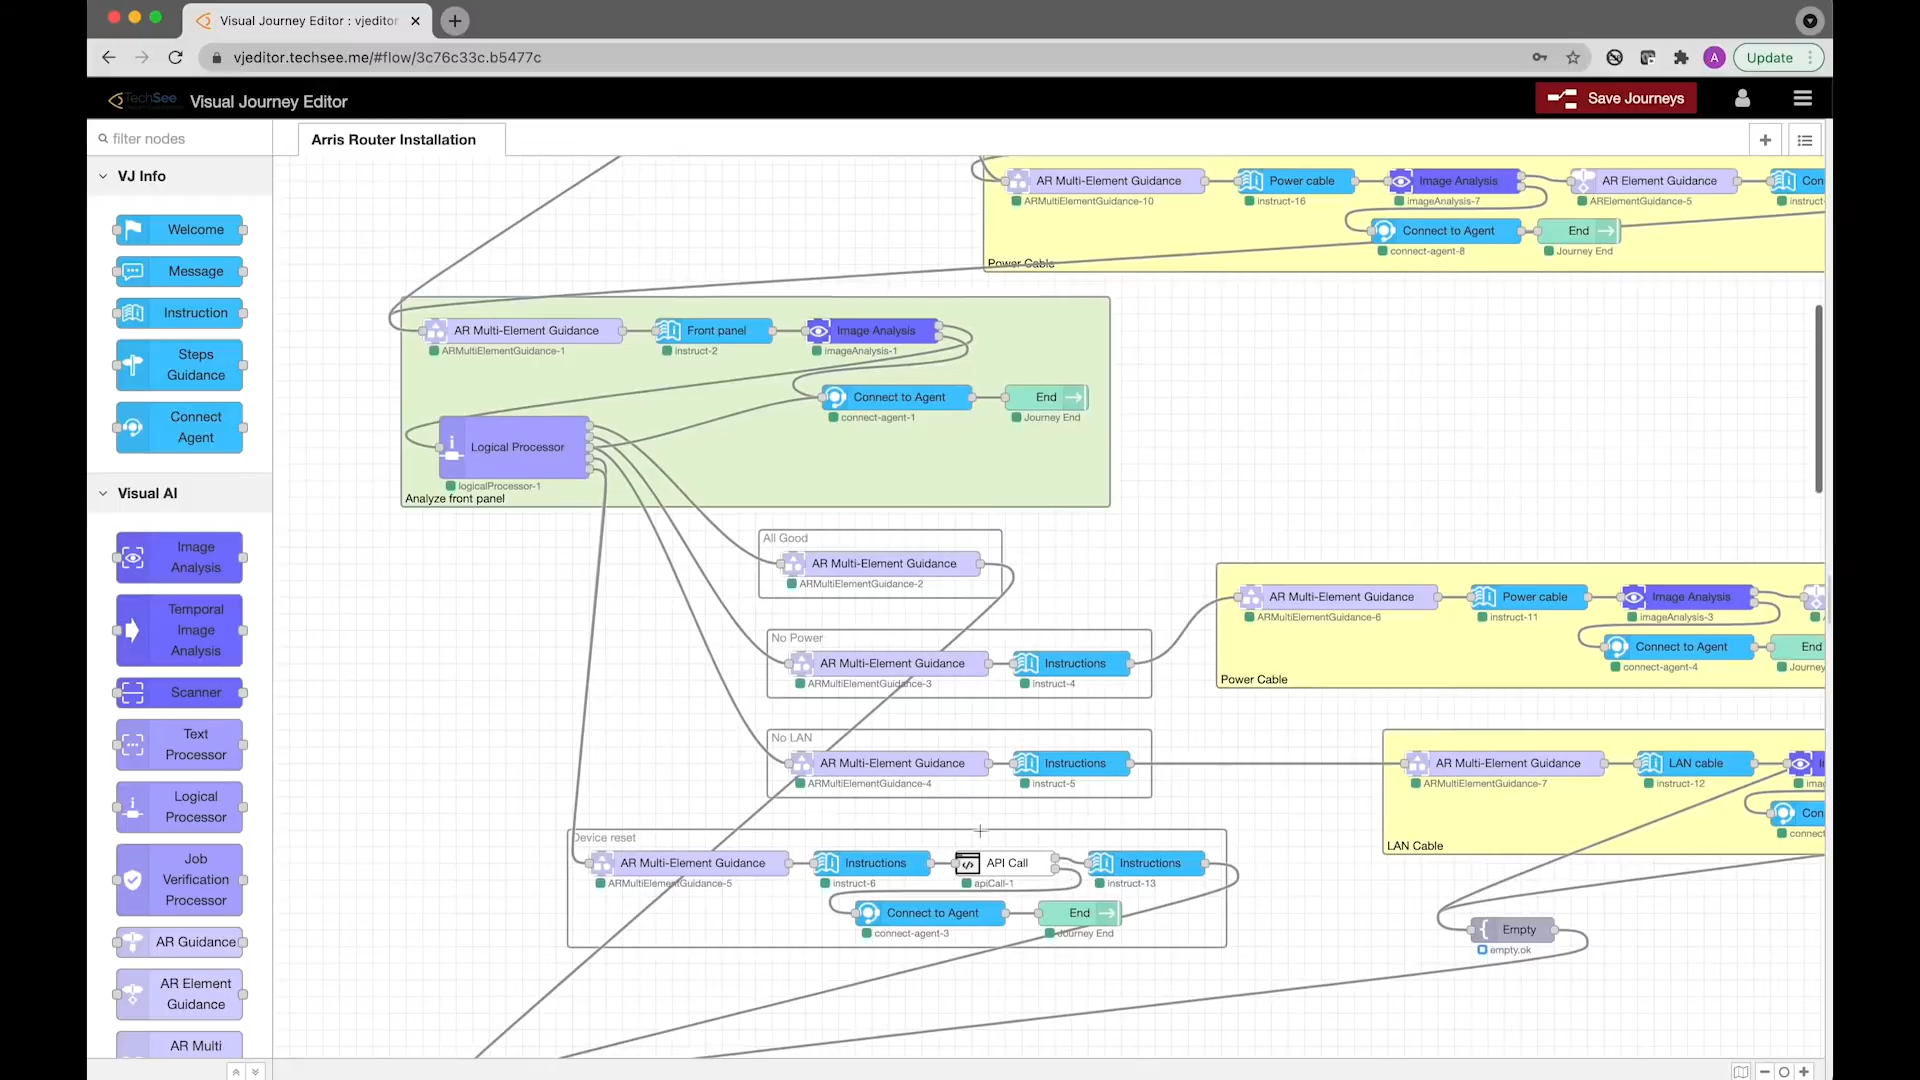 Visual Journey Editor : vjeditor
vjeditor.techsee.me/#flow/3c76c33c.b5477c
A
Update
TechSee
Visual Journey Editor
Save Journeys
filter nodes
Arris Router Installation
VJ Info
Welcome
Message
Instruction
Steps
Guidance
Connect
Agent
Visual AI
Image
Analysis
Temporal
Image
Analysis
Scanner
Text
Processor
Logical
Processor
Job
Verification
Processor
AR Guidance
AR Element
Guidance
AR Multi
AR Multi-Element Guidance
ARMultiElementGuidance-10
Power cable
instruct-16
Image Analysis
imageAnalysis-7
AR Element Guidance
ARElementGuidance-5
Con
instruct
Connect to Agent
connect-agent-8
End
Journey End
Power Cable
AR Multi-Element Guidance
ARMultiElementGuidance-1
Front panel
instruct-2
Image Analysis
imageAnalysis-1
Connect to Agent
connect-agent-1
End
Journey End
Logical Processor
logicalProcessor-1
Analyze front panel
All Good
AR Multi-Element Guidance
ARMultiElementGuidance-2
No Power
AR Multi-Element Guidance
ARMultiElementGuidance-3
Instructions
instruct-4
AR Multi-Element Guidance
ARMultiElementGuidance-6
Power cable
instruct-11
Image Analysis
imageAnalysis-3
Connect to Agent
connect-agent-4
End
Journey
Power Cable
No LAN
AR Multi-Element Guidance
ARMultiElementGuidance-4
Instructions
instruct-5
AR Multi-Element Guidance
ARMultiElementGuidance-7
LAN cable
instruct-12
imag
Con
connect
LAN Cable
Device reset
AR Multi-Element Guidance
ARMultiElementGuidance-5
Instructions
instruct-6
API Call
apiCall-1
Instructions
instruct-13
Connect to Agent
connect-agent-3
End
Journey End
Empty
empty.ok